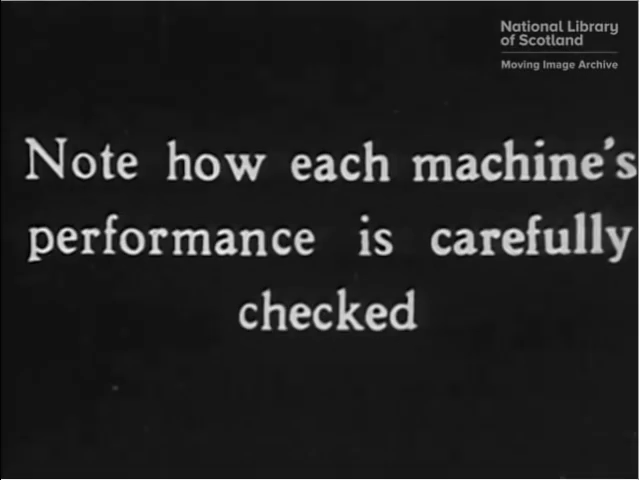 National Library
of Scotland
Moving Image Archive
Note how each machine's
performance is carefully
checked